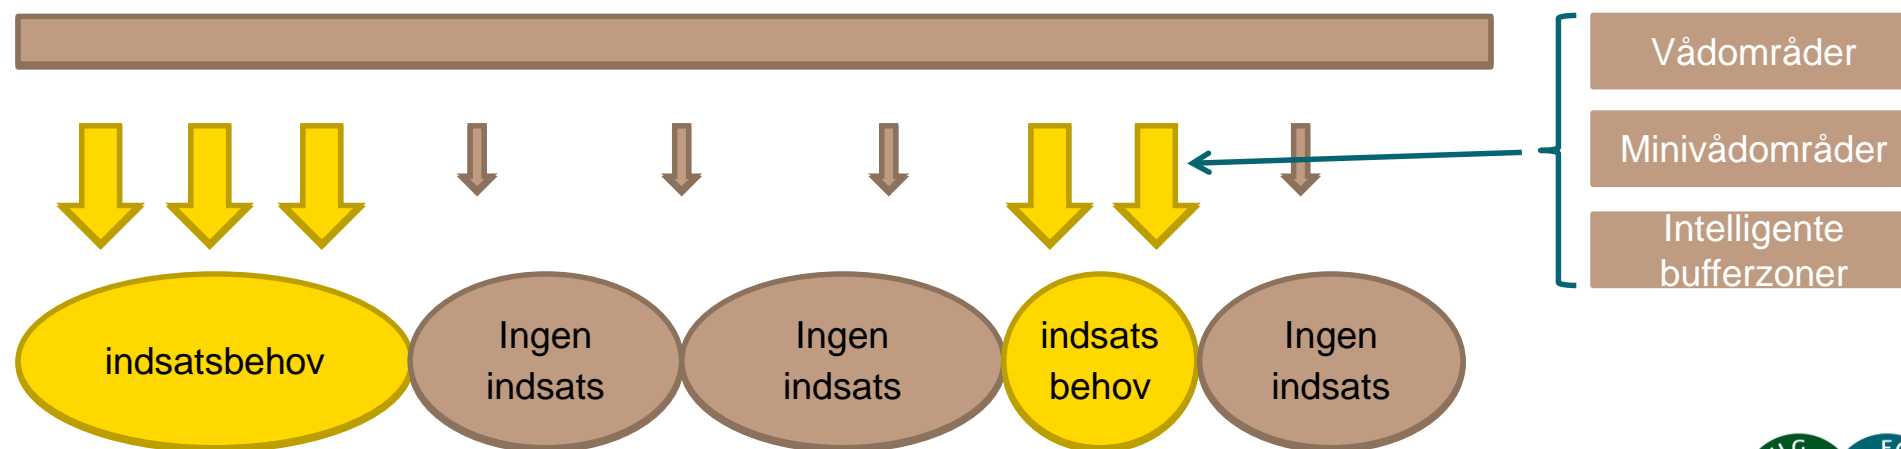 Vådområder
Minivådområder
Intelligente
bufferzoner
indsatsbehov
Ingen
indsats
Ingen
indsats
indsats
behov
Ingen
indsats